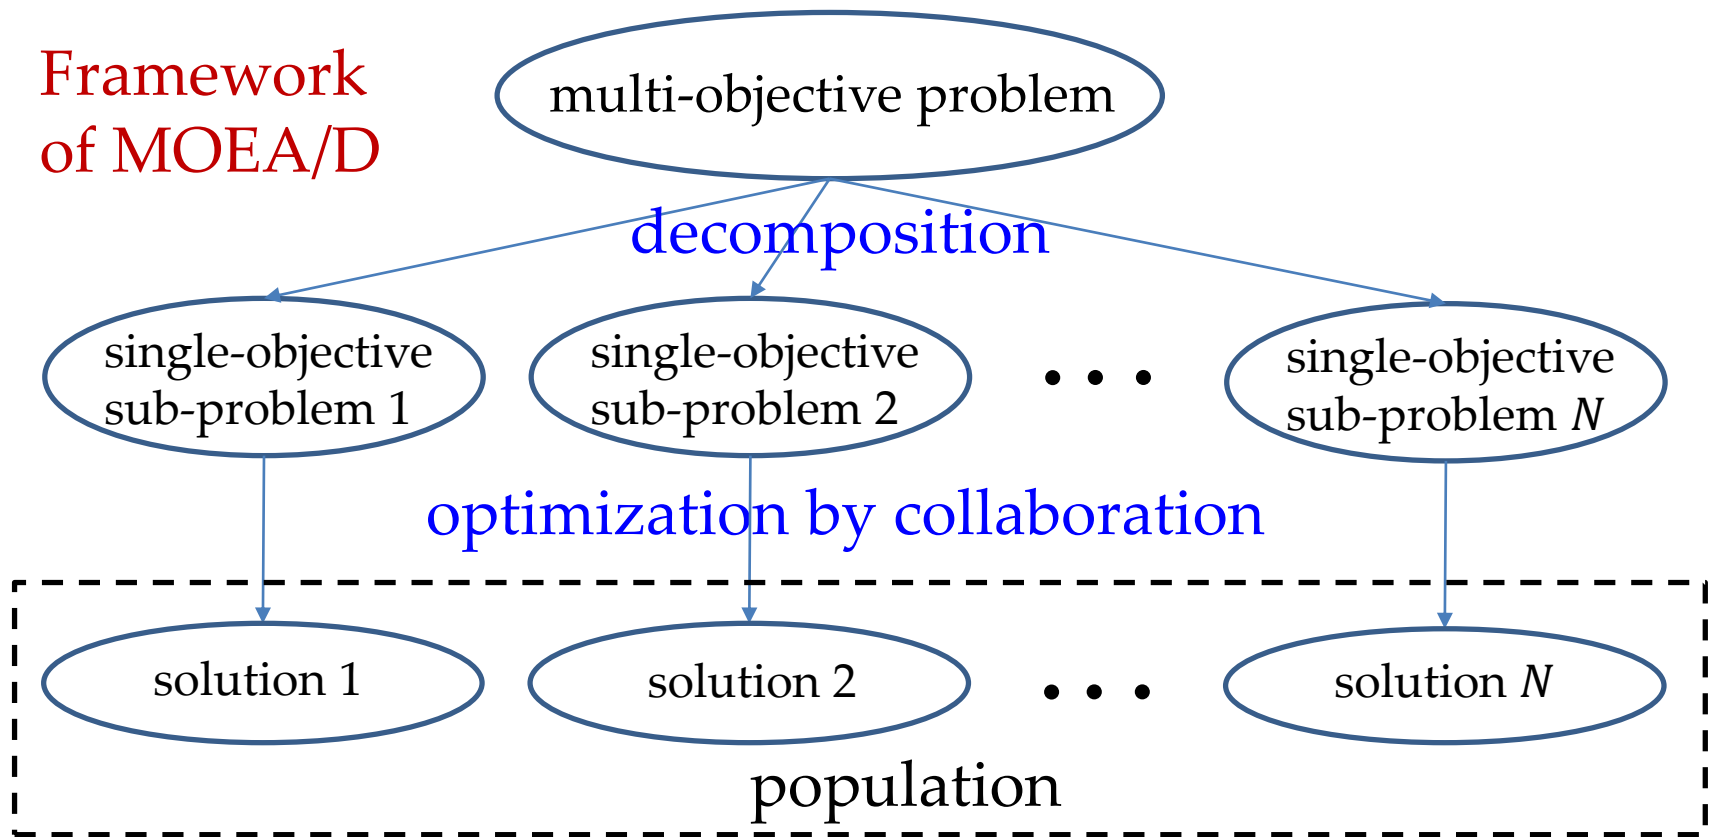 Framework
of MOEA/D
multi-objective problem
decomposition
single-objective
sub-problem 1
single-objective
sub-problem 2
• • •
single-objective
sub-problem N
optimization by collaboration
solution 1
solution 2
• • •
solution N
population